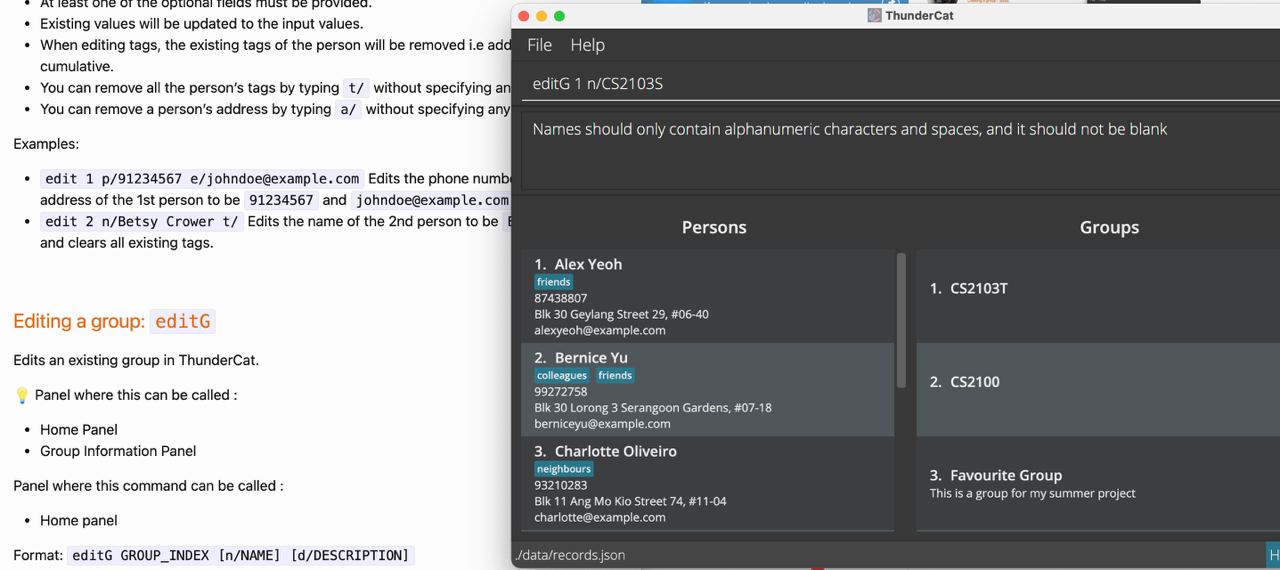 At least one of the optional fields must be provided.
Existing values will be updated to the input values.
When editing tags, the existing tags of the person will be removed i.e add
cumulative.
You can remove all the person's tags by typing t/ without specifying an
You can remove a person's address by typing a/ without specifying any
Examples:
edit 1 p/91234567 e/johndoe@example.com Edits the phone numbe
address of the 1st person to be 91234567 and johndoe@example.com
edit 2 n/Betsy Crower t/ Edits the name of the 2nd person to be
and clears all existing tags.
Editing a group: editG
Edits an existing group in ThunderCat.
💡 Panel where this can be called :
Home Panel
Group Information Panel
Panel where this command can be called :
Home panel
Format: editG GROUP_INDEX [n/NAME] [d/DESCRIPTION]
ThunderCat
File Help
editG 1 n/CS2103S
Names should only contain alphanumeric characters and spaces, and it should not be blank
Persons
1. Alex Yeoh
friends
87438807
Blk 30 Geylang Street 29, #06-40
alexyeoh@example.com
2. Bernice Yu
colleagues friends
99272758
Blk 30 Lorong 3 Serangoon Gardens, #07-18
berniceyu@example.com
3. Charlotte Oliveiro
neighbours
93210283
Blk 11 Ang Mo Kio Street 74, #11-04
charlotte@example.com
Groups
1. CS2103T
2. CS2100
3. Favourite Group
This is a group for my summer project
./data/records.json
H